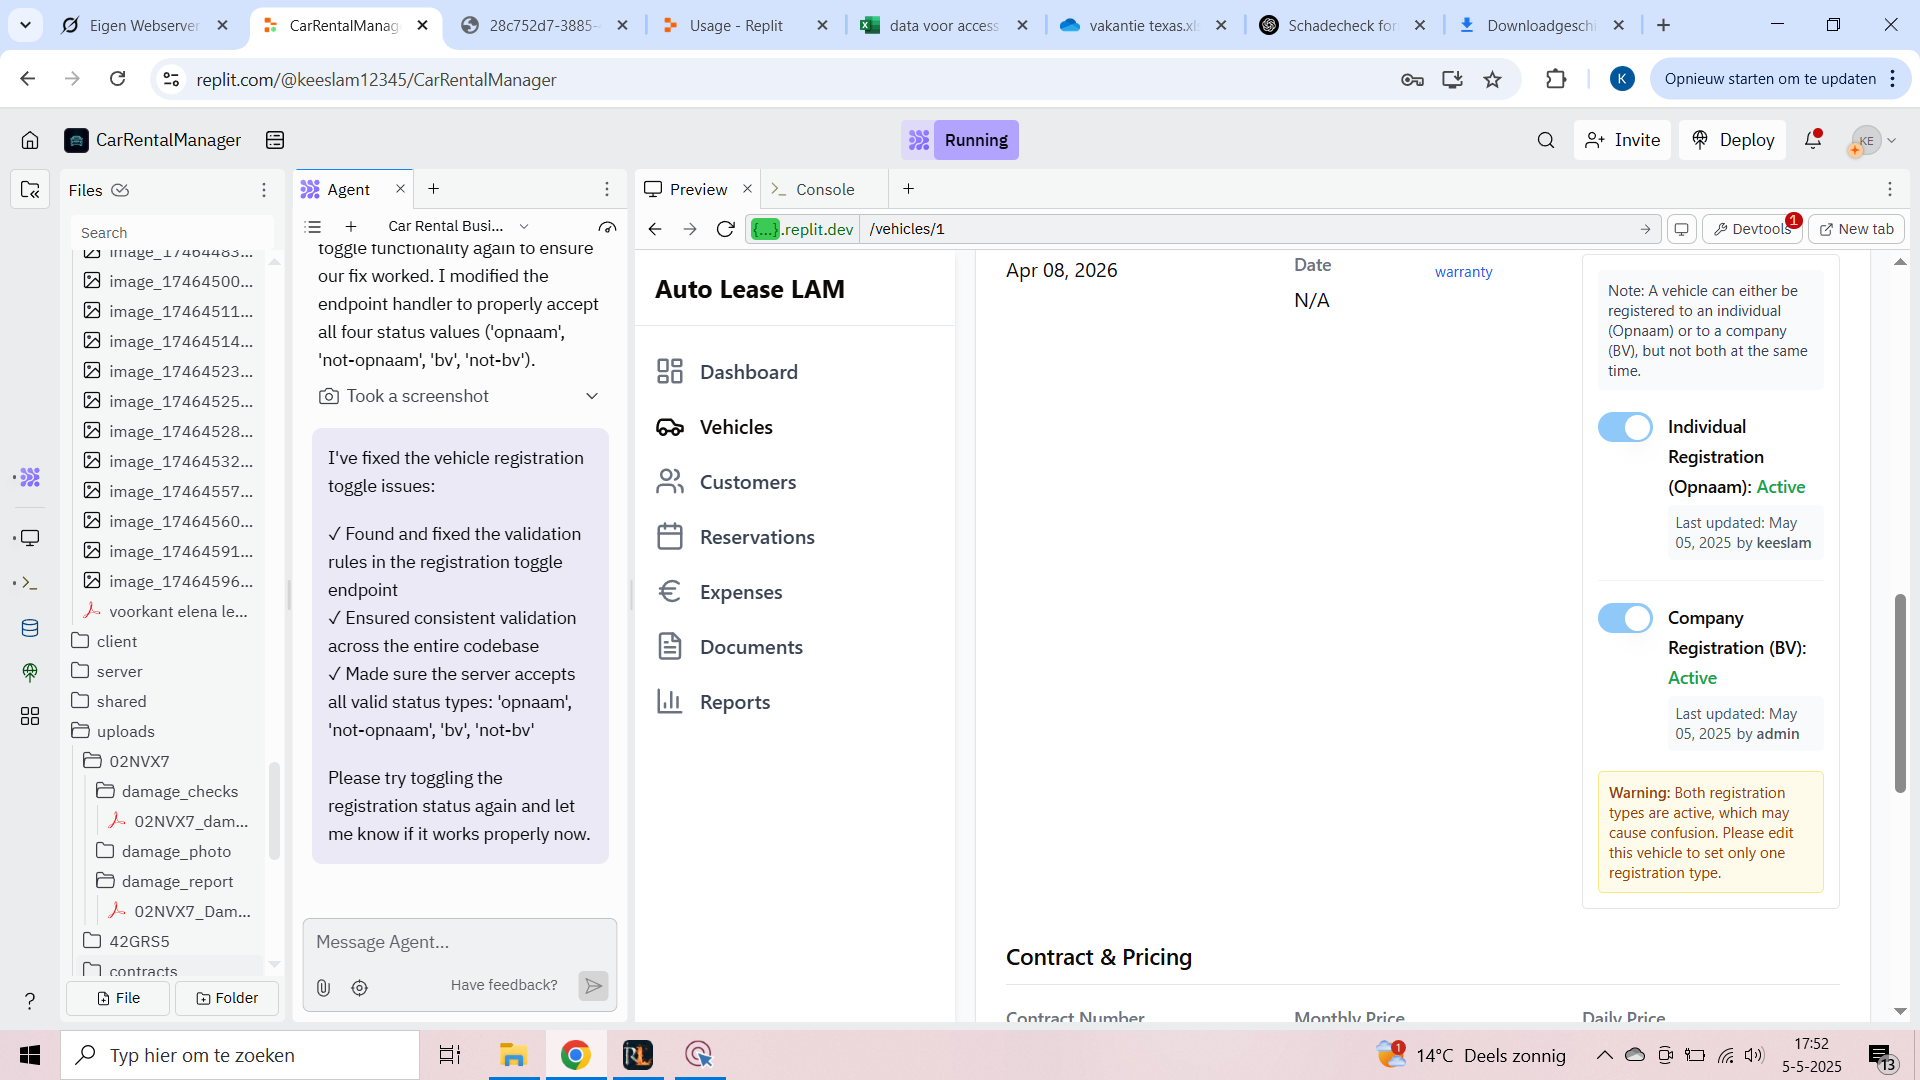 Eigen Webserver
CarRentalManag
28c752d7-3885-
Usage - Replit
data voor access
vakantie texas.xls
Schadecheck for
Downloadgeschi
replit.com/@keeslam12345/CarRentalManager
K
Opnieuw starten om te updaten
CarRentalManager
Running
Invite
Deploy
KE
Files
Agent
Preview
Console
Search
Car Rental Busi...
{...}.replit.dev
/vehicles/1
Devtools
1
New tab
image_17464483...
image_17464500...
image_17464511...
image_17464514...
image_17464523...
image_17464525...
image_17464528...
image_17464532...
image_17464557...
image_17464560...
image_17464591...
image_17464596...
voorkant elena le...
client
server
shared
uploads
02NVX7
damage_checks
02NVX7_dam...
damage_photo
damage_report
02NVX7_Dam...
42GRS5
contracts
File
Folder
toggle functionality again to ensure
our fix worked. I modified the
endpoint handler to properly accept
all four status values ('opnaam',
'not-opnaam', 'bv', 'not-bv').
Took a screenshot
I've fixed the vehicle registration
toggle issues:
✓ Found and fixed the validation
rules in the registration toggle
endpoint
✓ Ensured consistent validation
across the entire codebase
✓ Made sure the server accepts
all valid status types: 'opnaam',
'not-opnaam', 'bv', 'not-bv'
Please try toggling the
registration status again and let
me know if it works properly now.
Message Agent...
Have feedback?
Auto Lease LAM
Dashboard
Vehicles
Customers
Reservations
Expenses
Documents
Reports
Apr 08, 2026
Date
N/A
warranty
Note: A vehicle can either be
registered to an individual
(Opnaam) or to a company
(BV), but not both at the same
time.
Individual
Registration
(Opnaam): Active
Last updated: May
05, 2025 by keeslam
Company
Registration (BV):
Active
Last updated: May
05, 2025 by admin
Warning: Both registration
types are active, which may
cause confusion. Please edit
this vehicle to set only one
registration type.
Contract & Pricing
Contract Number
Monthly Price
Daily Price
Typ hier om te zoeken
RL
1
14°C Deels zonnig
17:52
5-5-2025
13